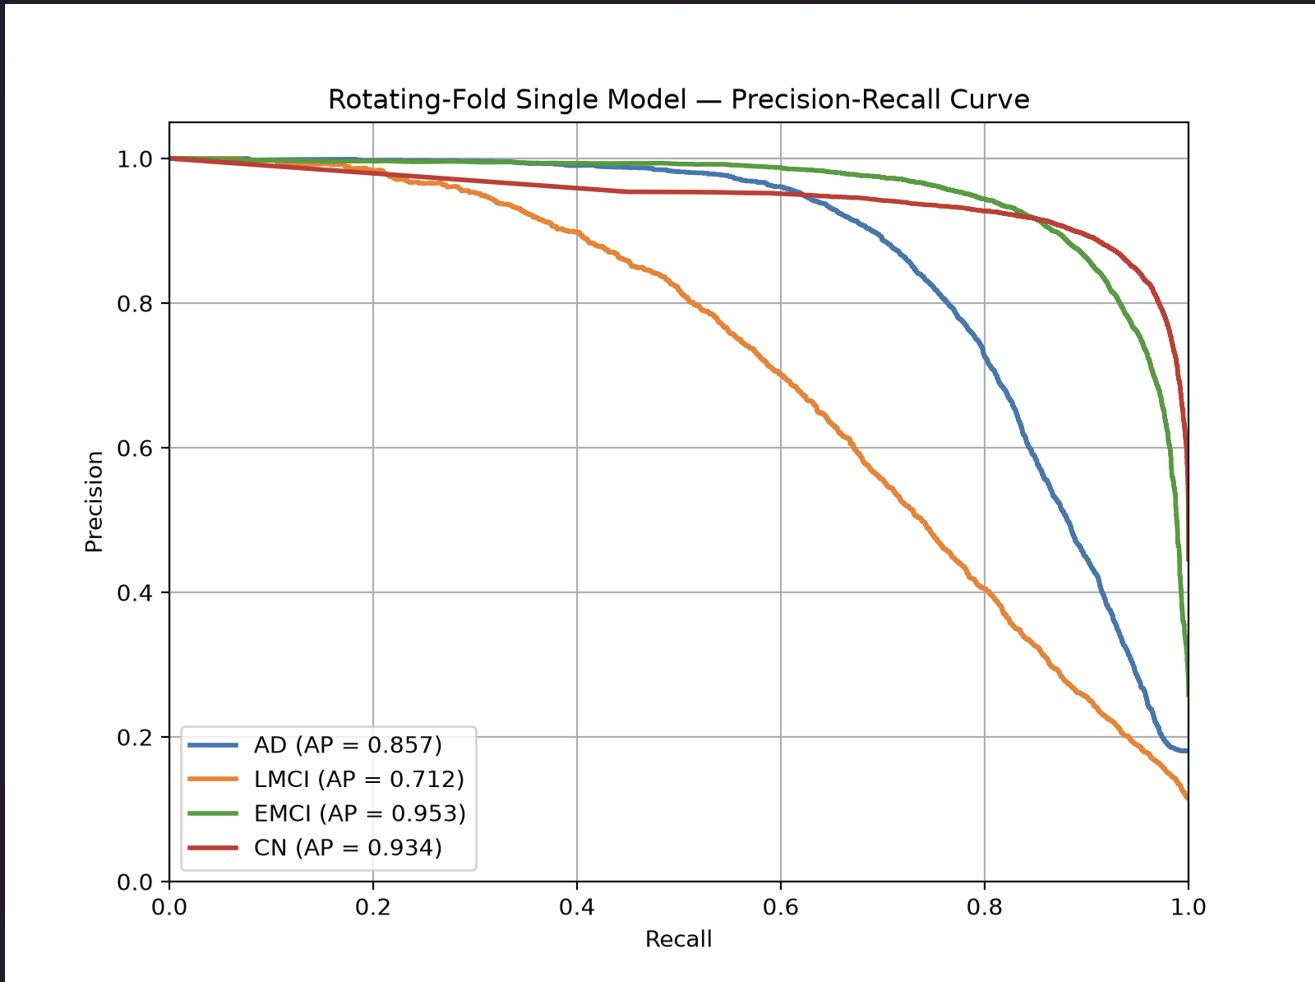 Rotating-Fold Single Model — Precision-Recall Curve
1.0
0.8
0.6
0.4
0.2
0.0
Precision
AD (AP = 0.857)
LMCI (AP = 0.712)
EMCI (AP = 0.953)
CN (AP = 0.934)
0.0 0.2 0.4 0.6 0.8 1.0
Recall